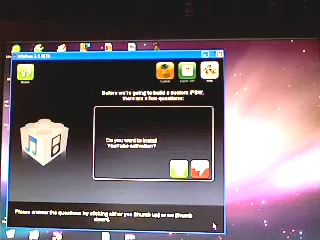 Before we're going to build a custom IPSW,
there are a few questions:
Do you want to install
YouTube activation?
Please answer the questions by clicking either yes (thumb up) or no (thumb
down).